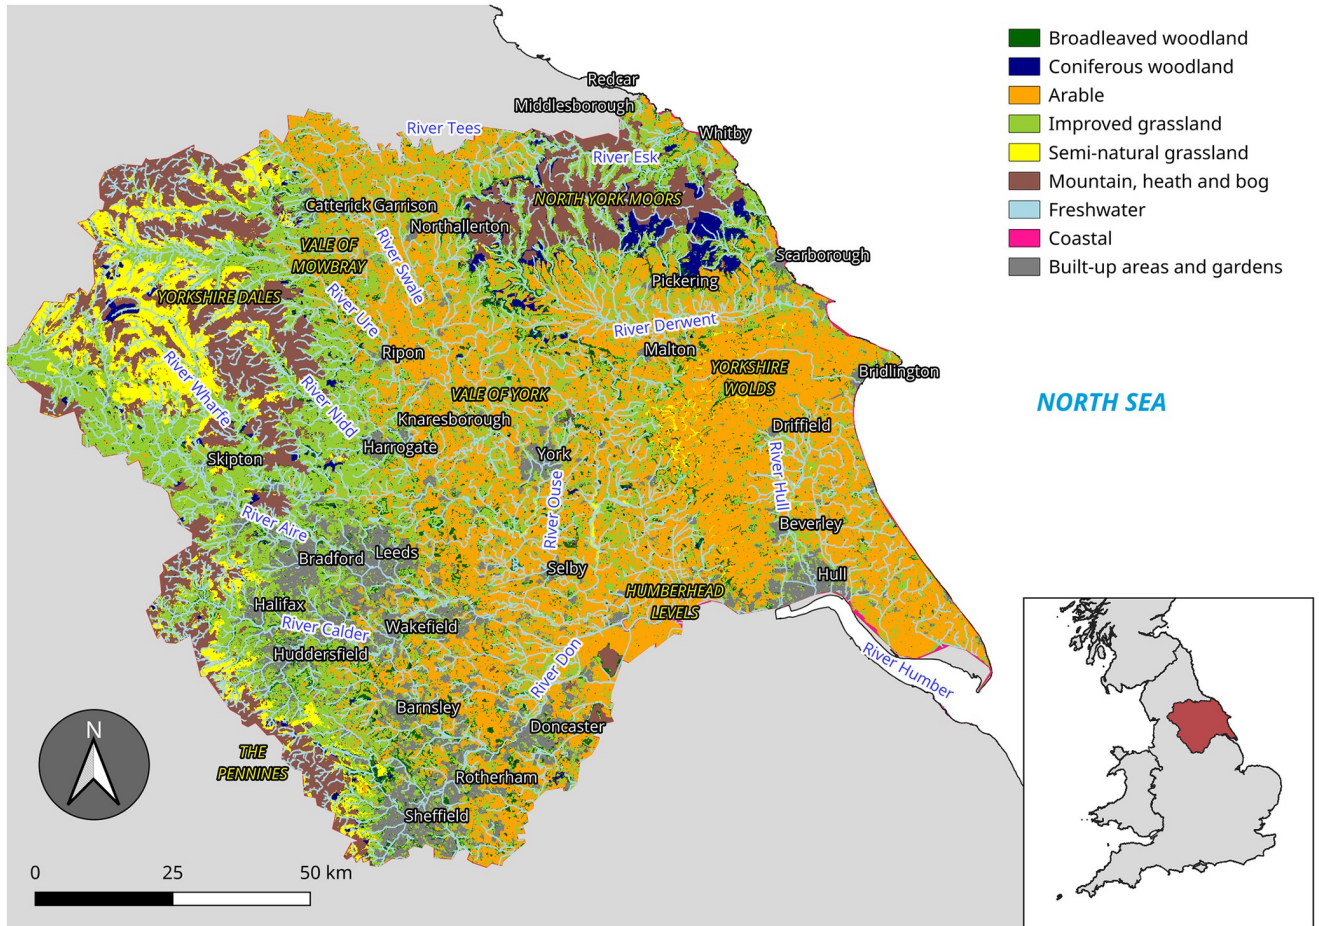 Broadleaved woodland
Coniferous woodland
Arable
Improved grassland
Semi-natural grassland
Mountain, heath and bog
Freshwater
Coastal
Built-up areas and gardens
Redcar
Middlesborough
River Tees
Whitby
River Esk
NORTH YORK MOORS
Catterick Garrison
Northallerton
VALE OF
MOWBRAY
River Swale
Scarborough
Pickering
YORKSHIRE DALES
River Ure
River Derwent
Ripon
Malton
YORKSHIRE
WOLDS
Bridlington
River Wharfe
River Nidd
VALE OF YORK
NORTH SEA
Knaresborough
Driffield
Harrogate
York
Skipton
River Hull
River Ouse
River Aire
Beverley
Bradford
Leeds
Selby
Hull
HUMBERHEAD
LEVELS
Halifax
River Calder
Wakefield
Huddersfield
River Don
River Humber
Barnsley
Doncaster
N
THE
PENNINES
Rotherham
Sheffield
0 25 50 km